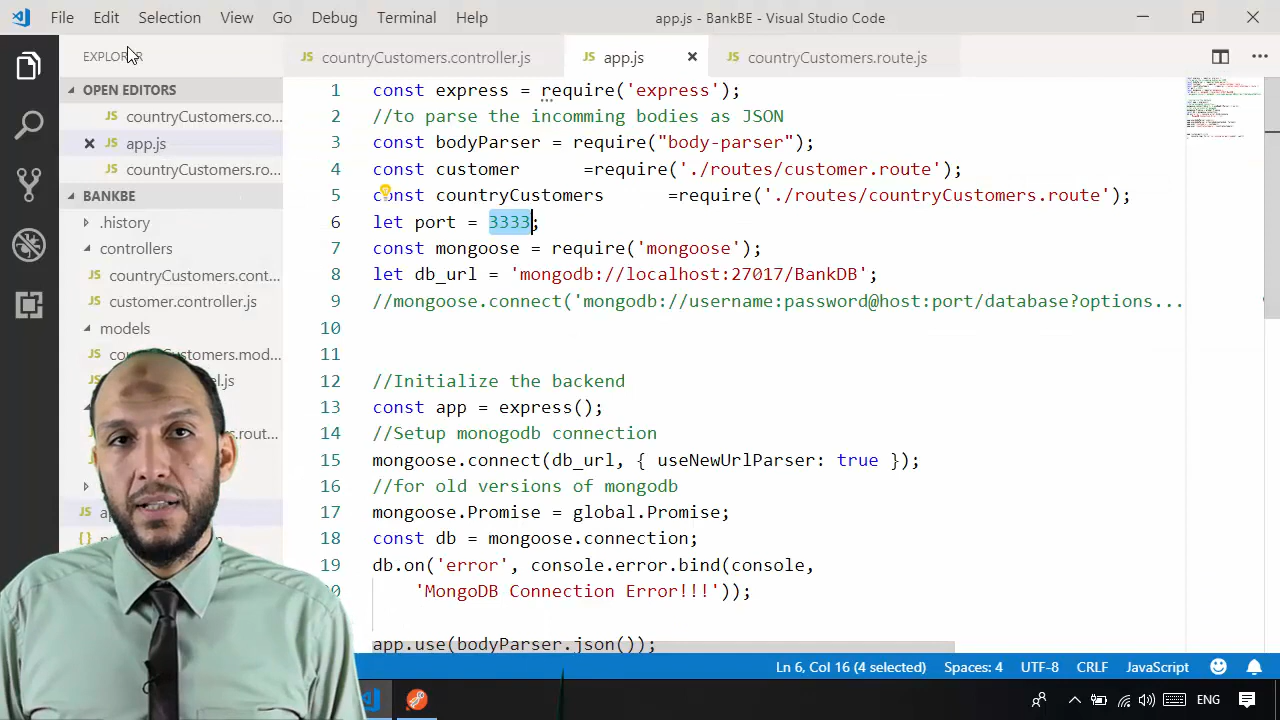 File Edit Selection View Go Debug Terminal Help app.js - BankBE - Visual Studio Code
EXPLORER
JS countryCustomers.controller.js JS app.js JS countryCustomers.route.js
OPEN EDITORS
JS countryCustomers.co...
JS app.js
JS countryCustomers.ro...
BANKBE
.history
controllers
JS countryCustomers.cont...
JS customer.controller.js
models
JS countryCustomers.mod...
1 const express = require('express');
2 //to parse the incomming bodies as JSON
3 const bodyParser = require("body-parser");
4 const customer =require('./routes/customer.route');
5 const countryCustomers =require('./routes/countryCustomers.route');
6 let port = 3333;
7 const mongoose = require('mongoose');
8 let db_url = 'mongodb://localhost:27017/BankDB';
9 //mongoose.connect('mongodb://username:password@host:port/database?options...
10
11
12 //Initialize the backend
13 const app = express();
14 //Setup monogodb connection
15 mongoose.connect(db_url, { useNewUrlParser: true });
16 //for old versions of mongodb
17 mongoose.Promise = global.Promise;
18 const db = mongoose.connection;
19 db.on('error', console.error.bind(console,
'MongoDB Connection Error!!!'));
app.use(bodyParser.json());
Ln 6, Col 16 (4 selected) Spaces: 4 UTF-8 CRLF JavaScript
ENG